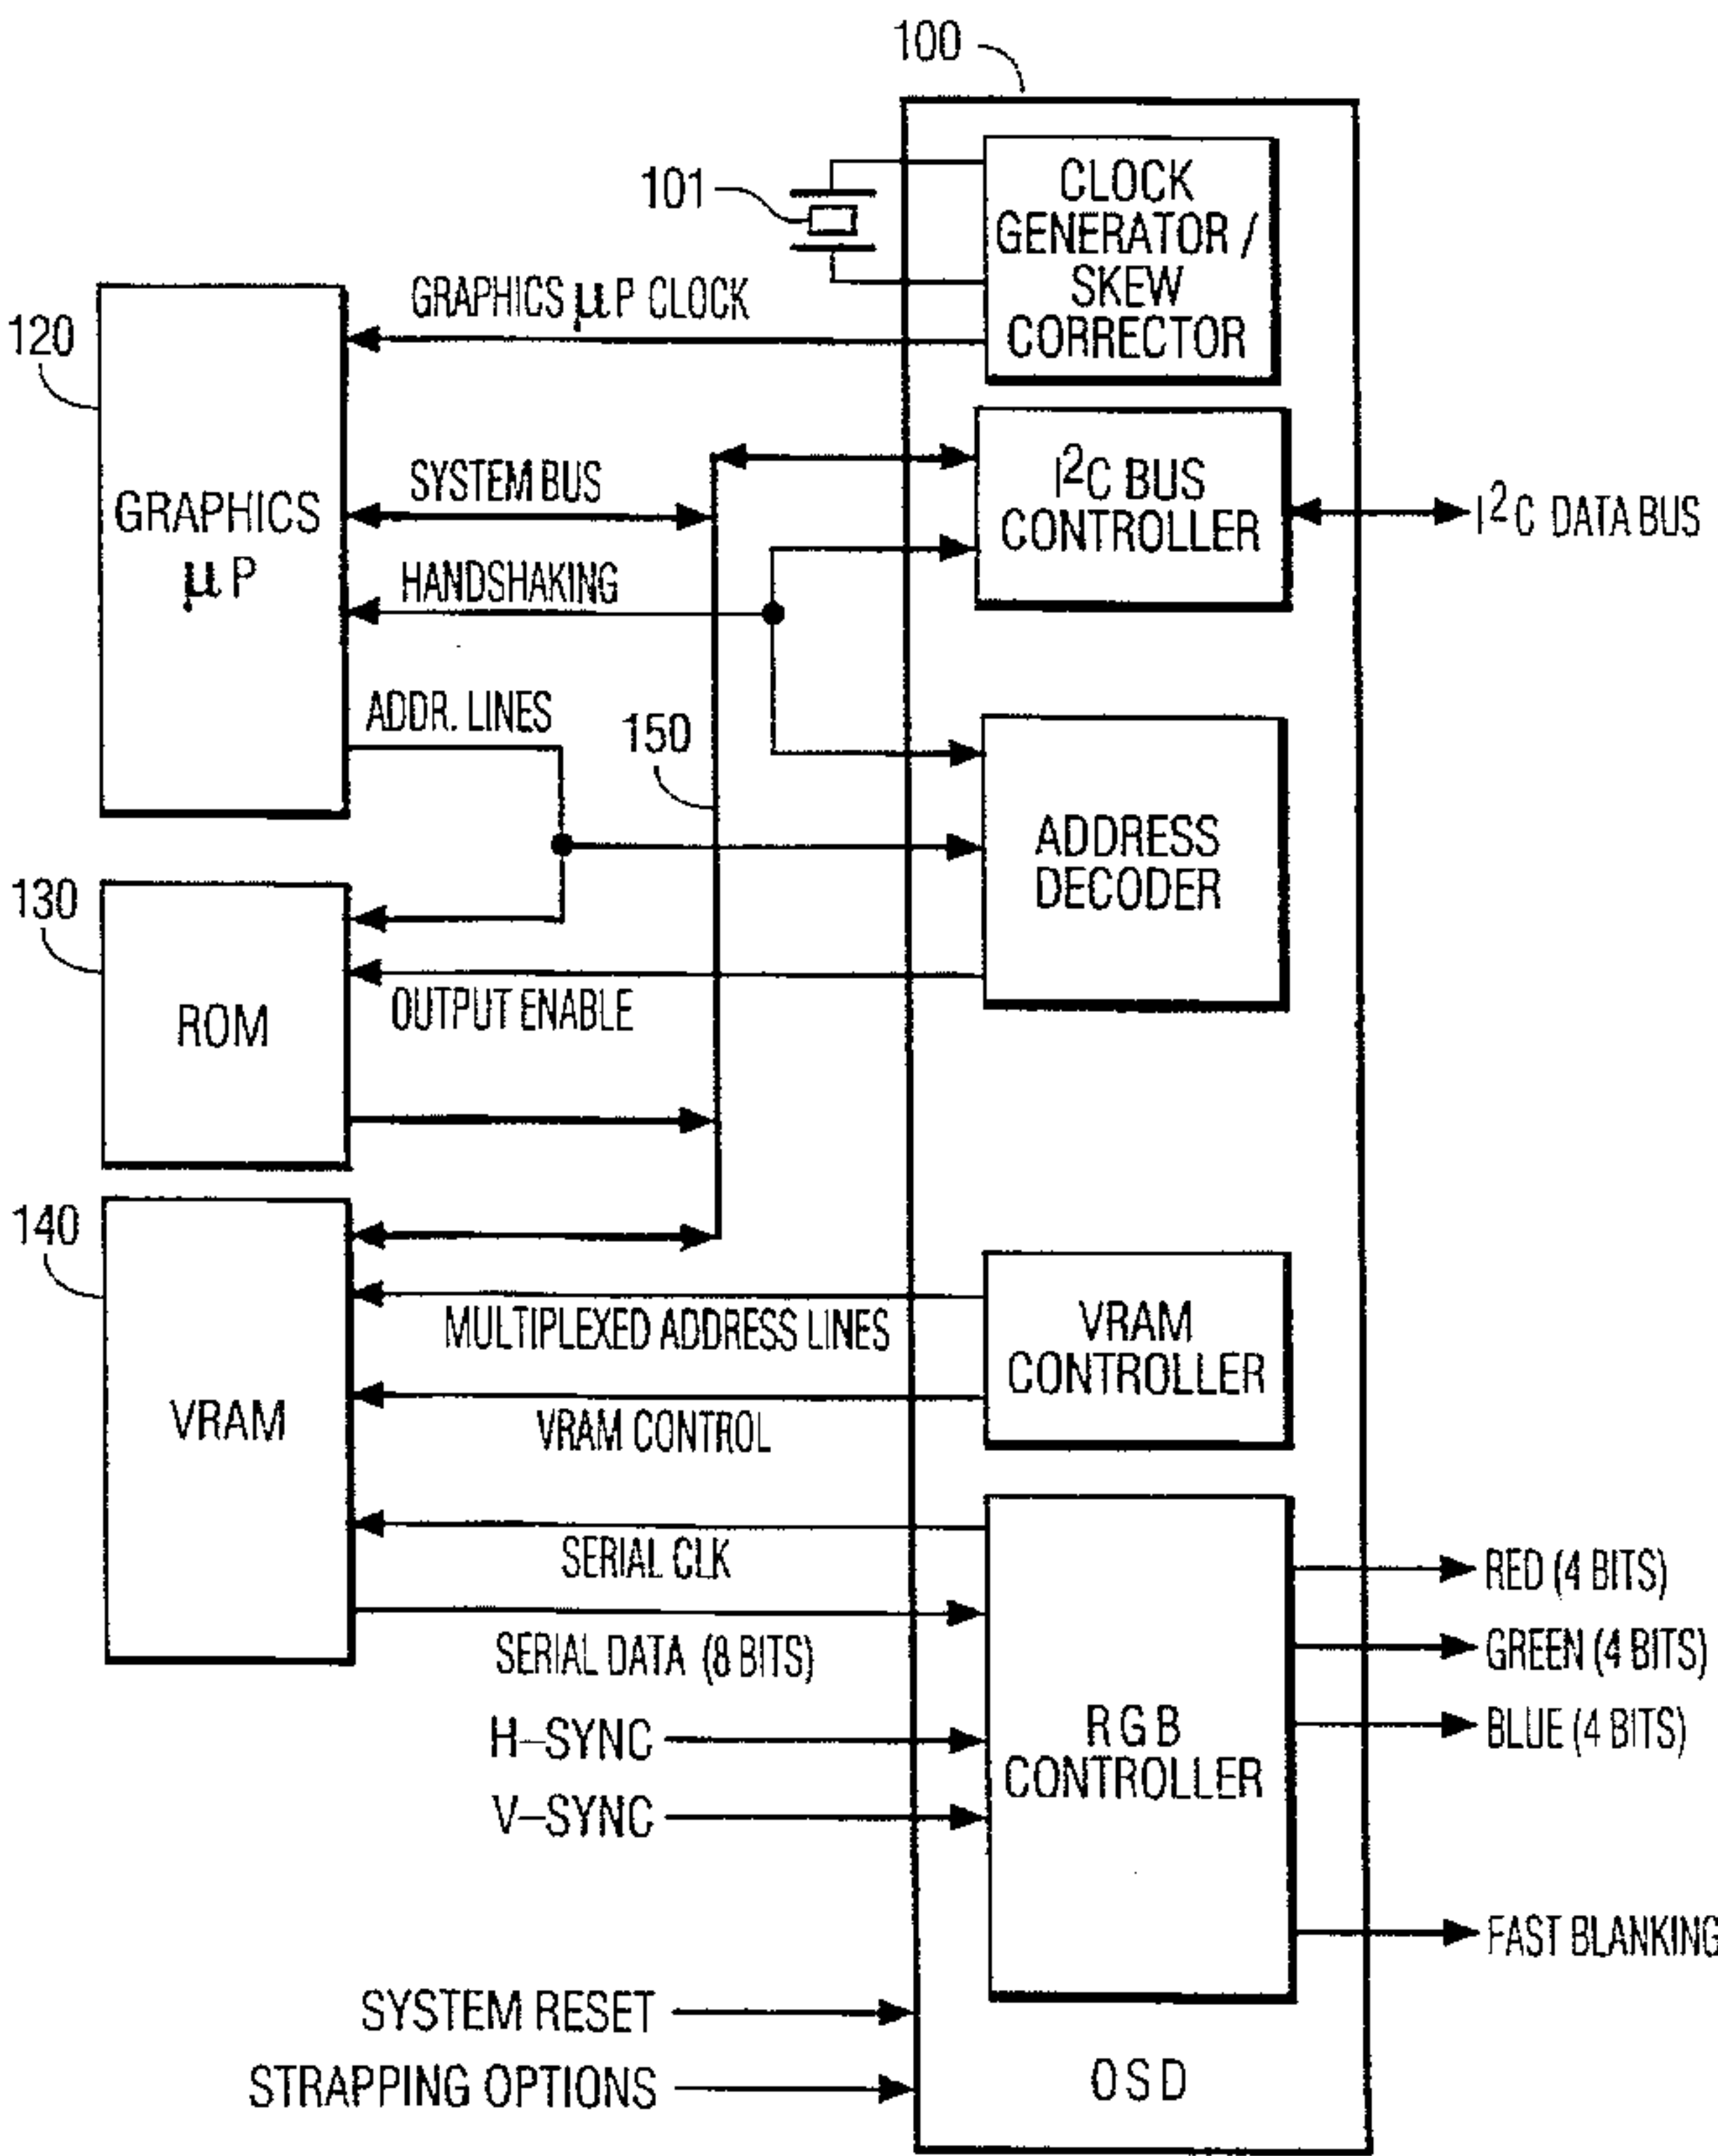 100
101
CLOCK
GENERATOR /
SKEW
CORRECTOR
GRAPHICS μP CLOCK
120
GRAPHICS
μP
SYSTEM BUS
I²C BUS
CONTROLLER
I²C DATA BUS
HANDSHAKING
ADDR. LINES
150
ADDRESS
DECODER
130
ROM
OUTPUT ENABLE
140
VRAM
MULTIPLEXED ADDRESS LINES
VRAM
CONTROLLER
VRAM CONTROL
SERIAL CLK
SERIAL DATA (8 BITS)
H–SYNC
V–SYNC
RGB
CONTROLLER
RED (4 BITS)
GREEN (4 BITS)
BLUE (4 BITS)
FAST BLANKING
SYSTEM RESET
STRAPPING OPTIONS
OSD